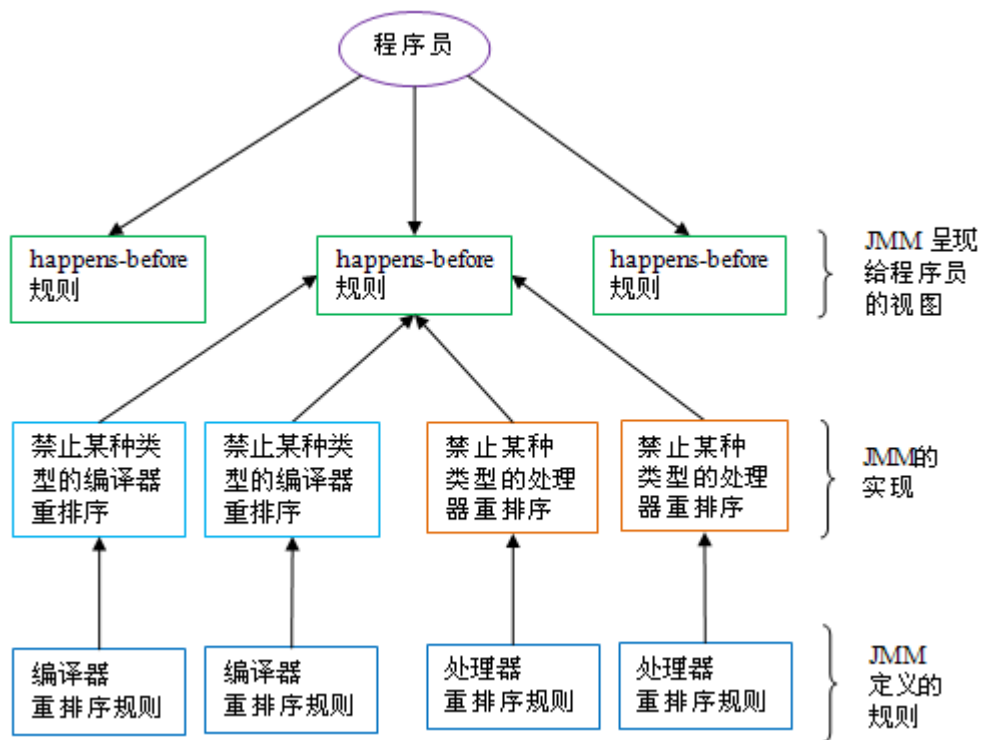 程序员
happens-before
规则
happens-before
规则
happens-before
规则
JMM 呈现
给程序员
的视图
禁止某种类
型的编译器
重排序
禁止某种类
型的编译器
重排序
禁止某种
类型的处理
器重排序
禁止某种
类型的处理
器重排序
JMM的
实现
编译器
重排序规则
编译器
重排序规则
处理器
重排序规则
处理器
重排序规则
JMM
定义的
规则